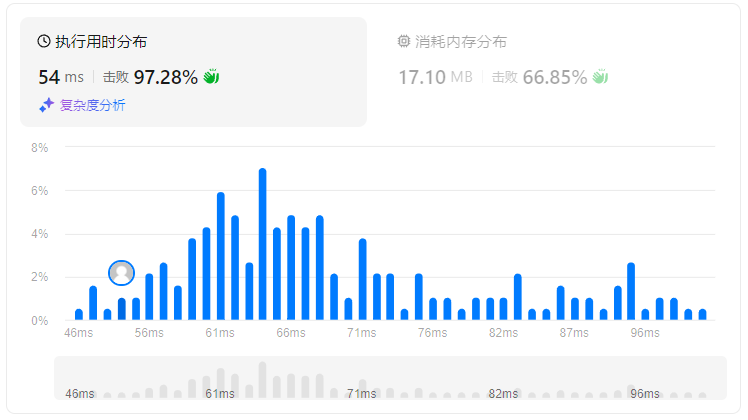 执行用时分布
54 ms 击败 97.28%
复杂度分析
消耗内存分布
17.10 MB 击败 66.85%
8%
6%
4%
2%
0%
46ms 56ms 61ms 66ms 71ms 76ms 82ms 87ms 96ms
46ms 61ms 71ms 82ms 96ms